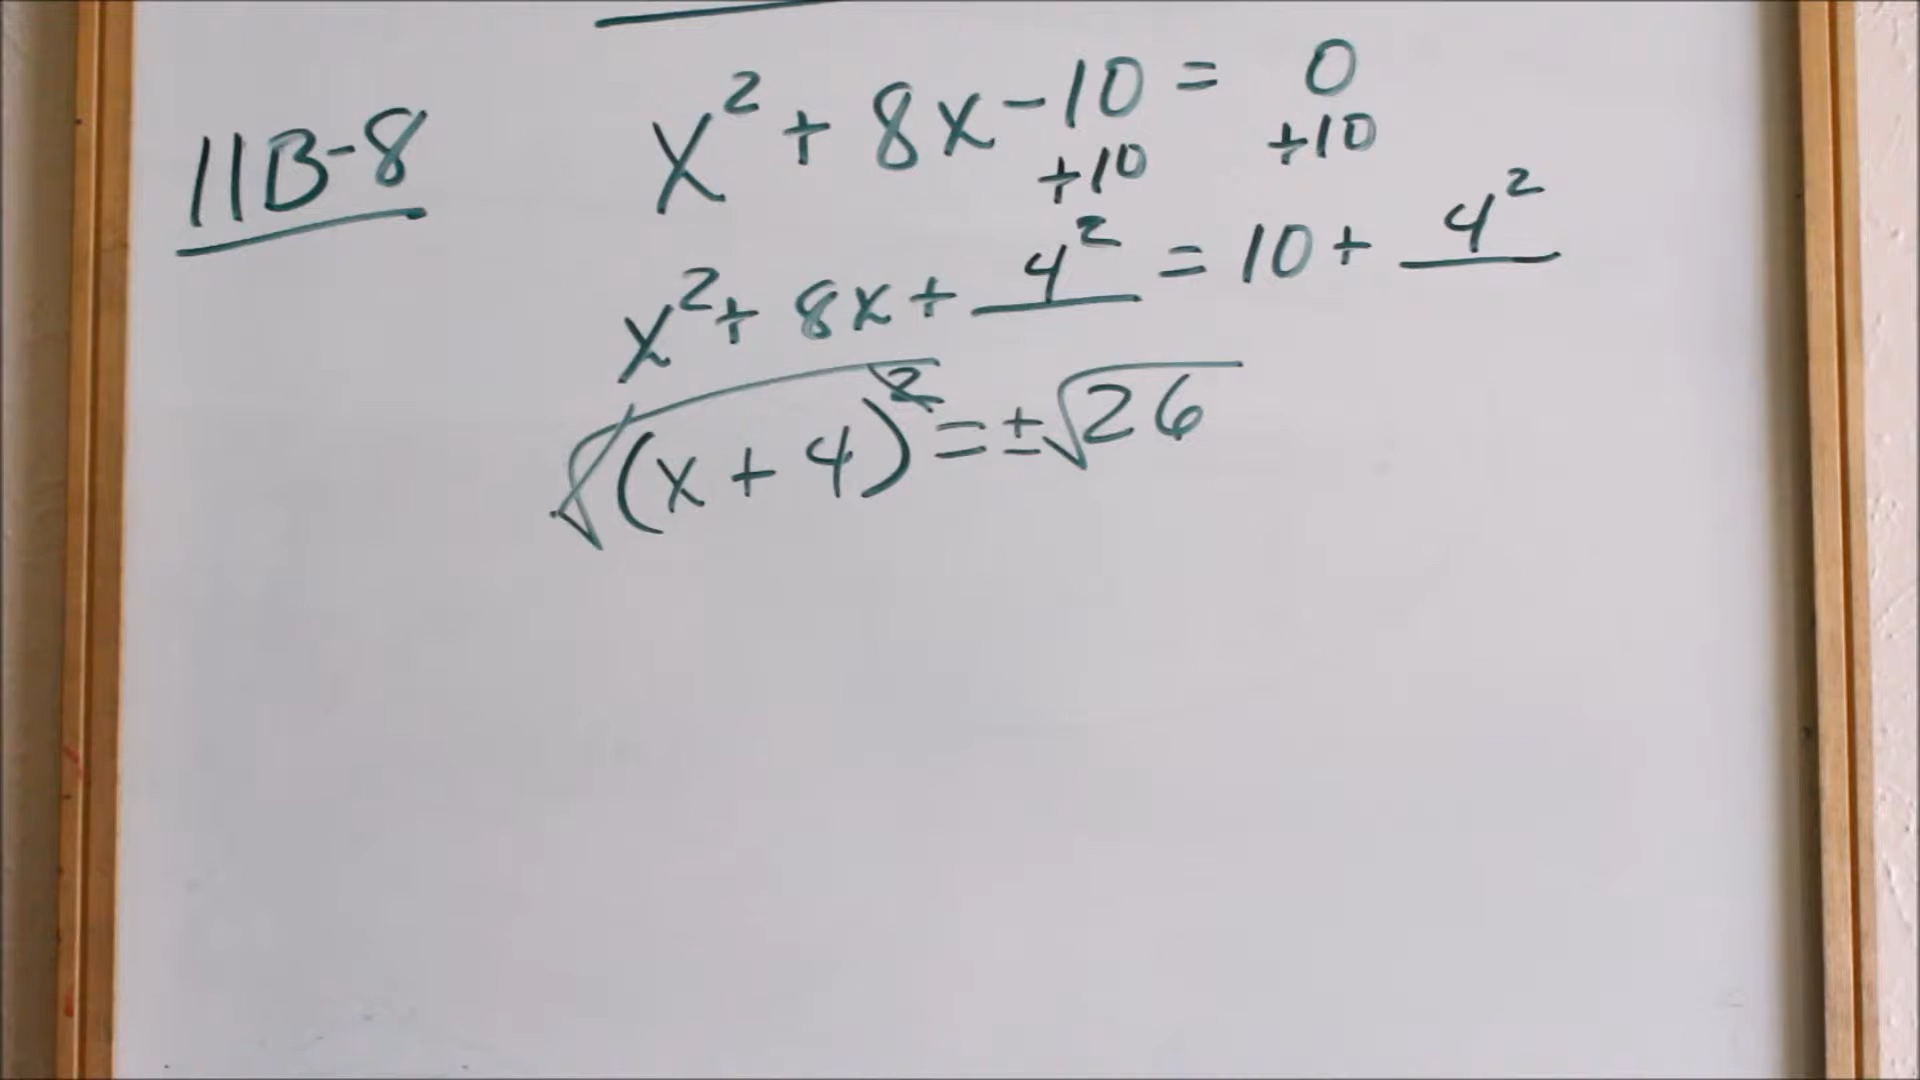 11B-8
x² + 8x - 10 = 0
+10 +10
x² + 8x + 4² = 10 + 4²
√(x + 4)² = ±√26